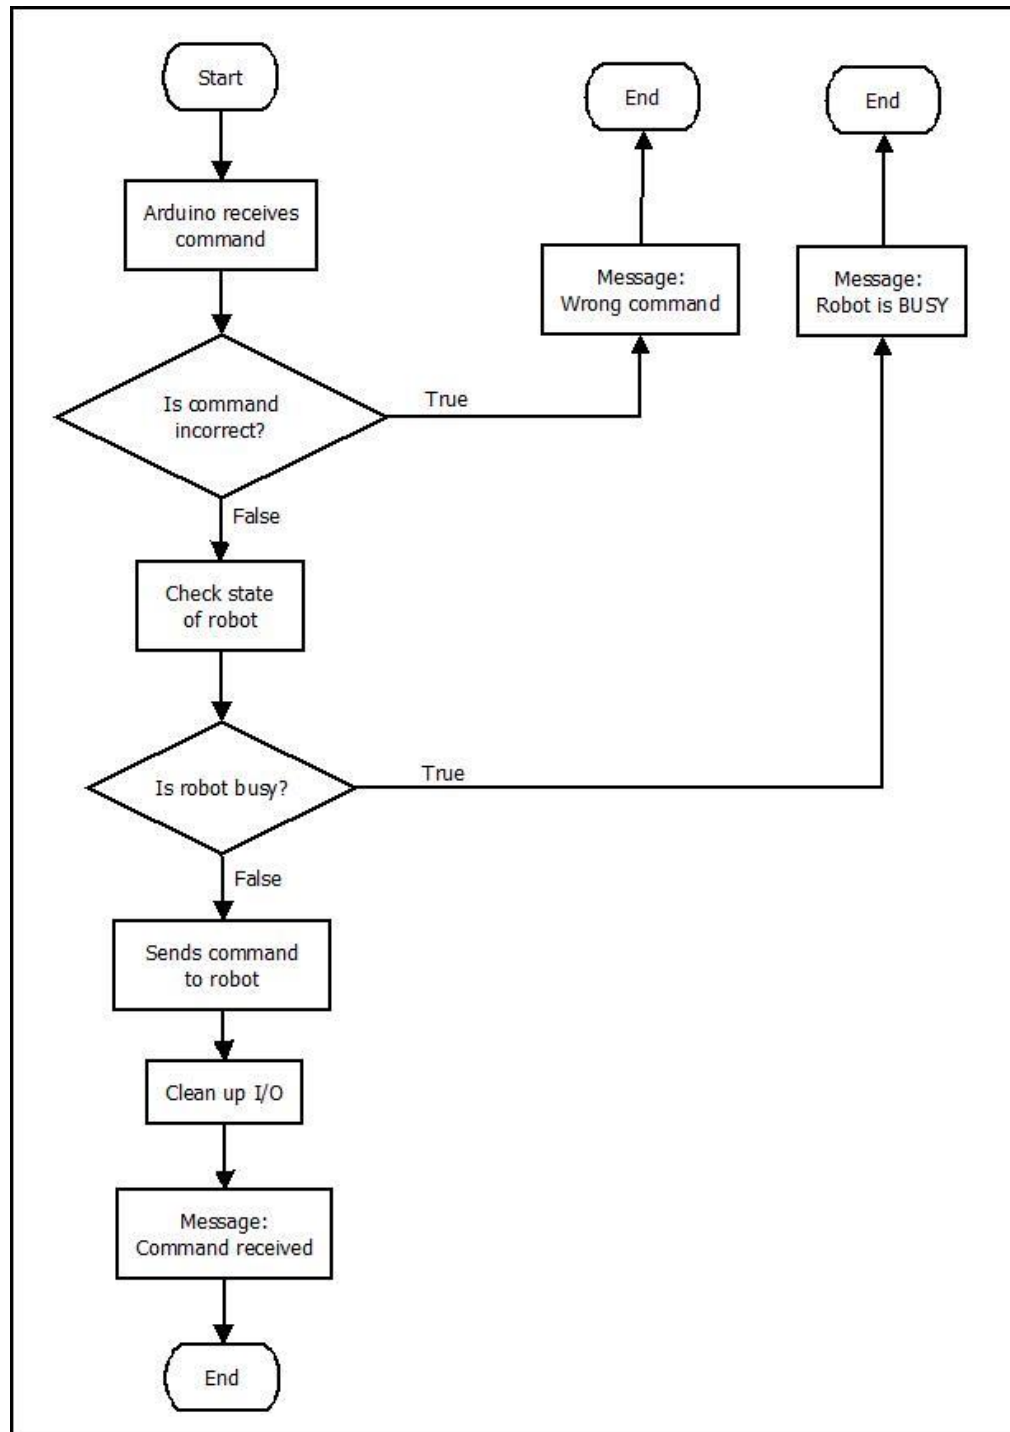 Start
End
End
Arduino receives
command
Message:
Wrong command
Message:
Robot is BUSY
Is command
incorrect?
True
False
Check state
of robot
Is robot busy?
True
False
Sends command
to robot
Clean up I/O
Message:
Command received
End